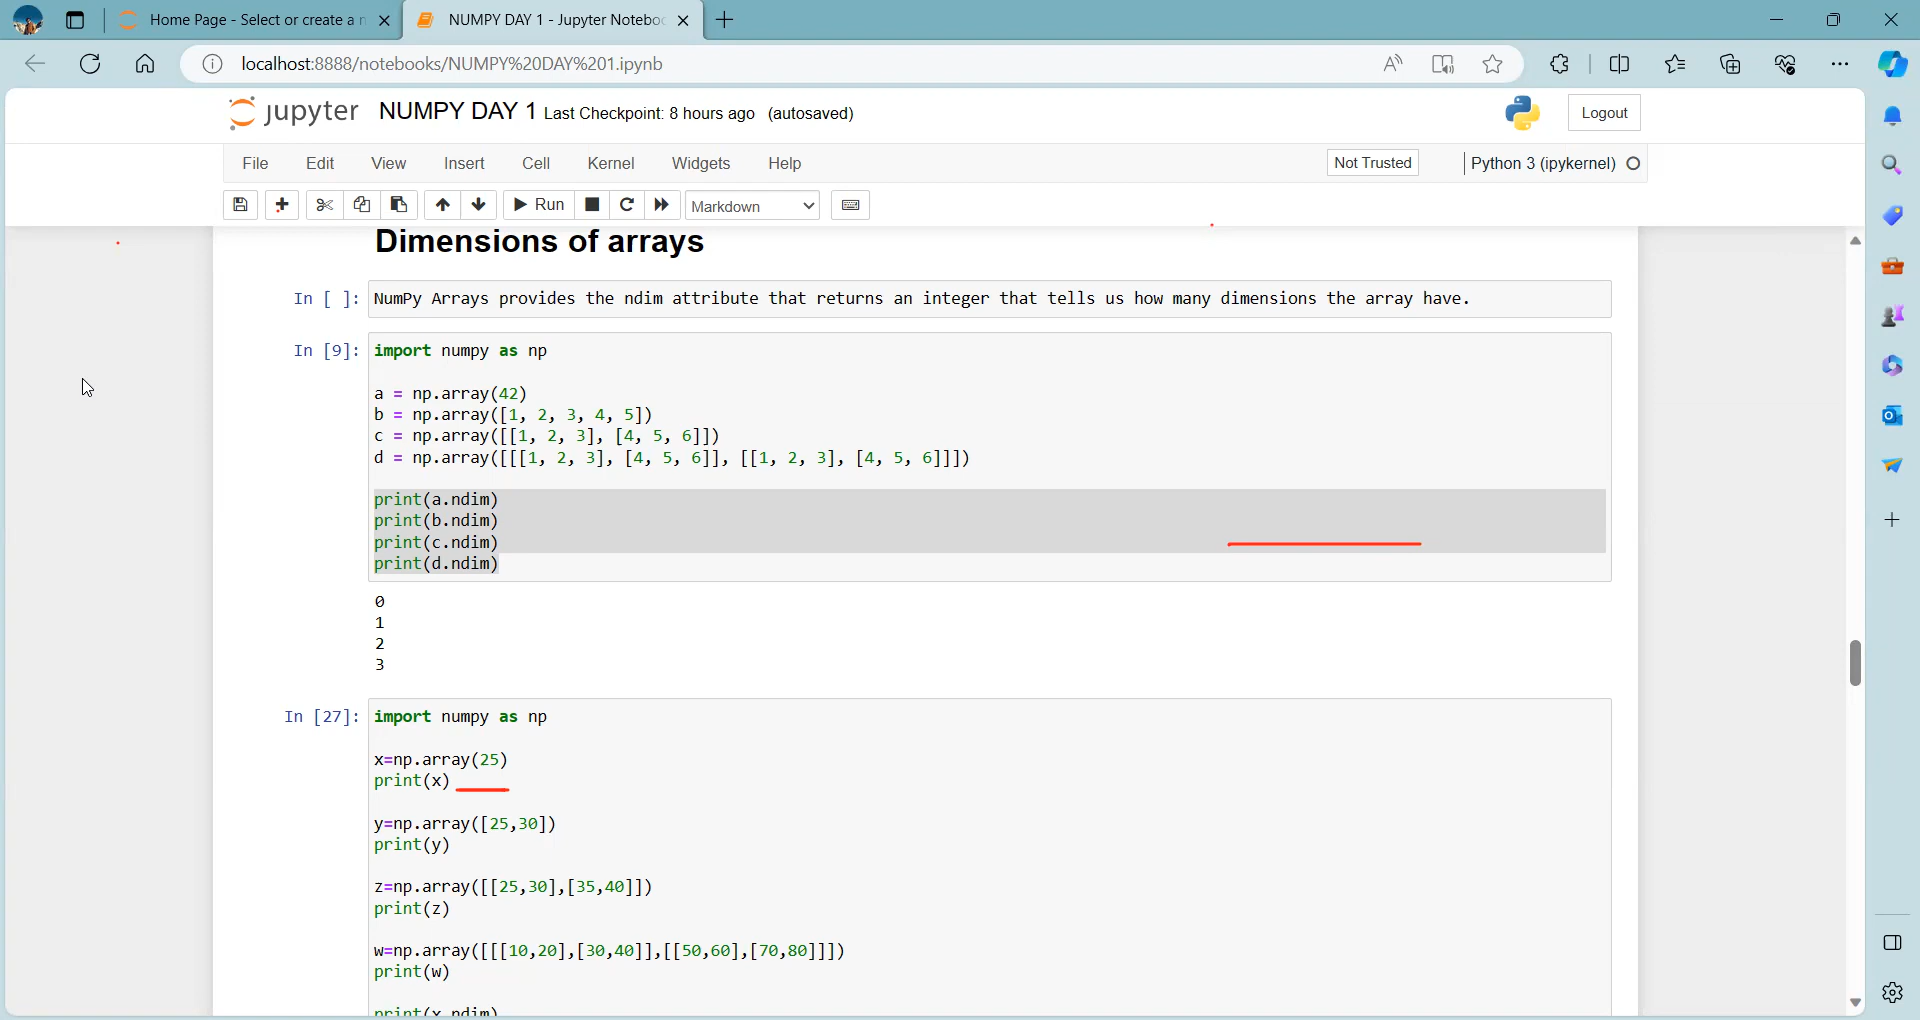 Home Page - Select or create a n
NUMPY DAY 1 - Jupyter Noteboo
localhost:8888/notebooks/NUMPY%20DAY%201.ipynb
jupyter NUMPY DAY 1 Last Checkpoint: 8 hours ago (autosaved)
Logout
File Edit View Insert Cell Kernel Widgets Help
Not Trusted
Python 3 (ipykernel)
Run
Markdown
Dimensions of arrays
In [ ]: NumPy Arrays provides the ndim attribute that returns an integer that tells us how many dimensions the array have.
In [9]: import numpy as np
a = np.array(42)
b = np.array([1, 2, 3, 4, 5])
c = np.array([[1, 2, 3], [4, 5, 6]])
d = np.array([[[1, 2, 3], [4, 5, 6]], [[1, 2, 3], [4, 5, 6]]])
print(a.ndim)
print(b.ndim)
print(c.ndim)
print(d.ndim)
0
1
2
3
In [27]: import numpy as np
x=np.array(25)
print(x)
y=np.array([25,30])
print(y)
z=np.array([[25,30],[35,40]])
print(z)
w=np.array([[[10,20],[30,40]],[[50,60],[70,80]]])
print(w)
print(x.ndim)